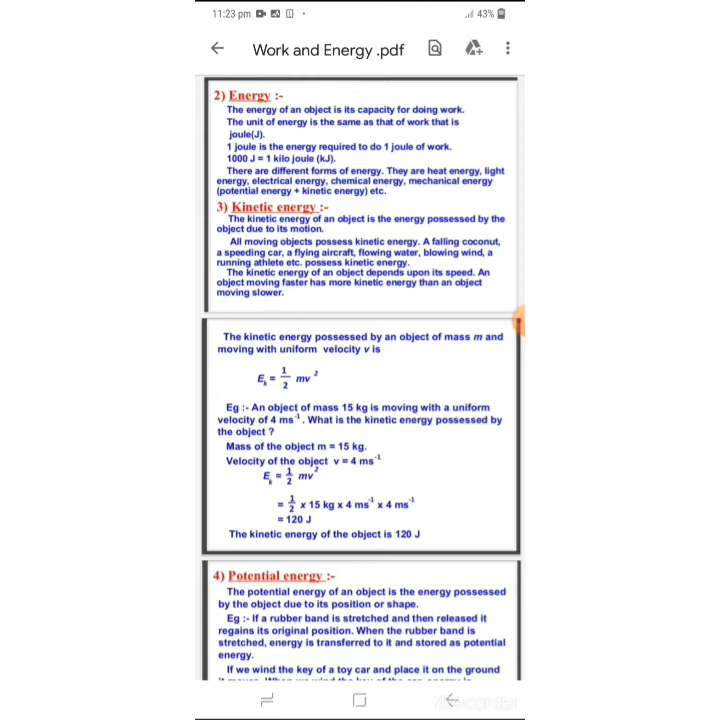 11:23 pm
43%
Work and Energy .pdf
2) Energy :-
The energy of an object is its capacity for doing work.
The unit of energy is the same as that of work that is
joule(J).
1 joule is the energy required to do 1 joule of work.
1000 J = 1 kilo joule (kJ).
There are different forms of energy. They are heat energy, light
energy, electrical energy, chemical energy, mechanical energy
(potential energy + kinetic energy) etc.
3) Kinetic energy :-
The kinetic energy of an object is the energy possessed by the
object due to its motion.
All moving objects possess kinetic energy. A falling coconut,
a speeding car, a flying aircraft, flowing water, blowing wind, a
running athlete etc. possess kinetic energy.
The kinetic energy of an object depends upon its speed. An
object moving faster has more kinetic energy than an object
moving slower.
The kinetic energy possessed by an object of mass m and
moving with uniform velocity v is
Eₖ = 1/2 mv²
Eg :- An object of mass 15 kg is moving with a uniform
velocity of 4 ms⁻¹. What is the kinetic energy possessed by
the object ?
Mass of the object m = 15 kg.
Velocity of the object v = 4 ms⁻¹
Eₖ = 1/2 mv²
= 1/2 x 15 kg x 4 ms⁻¹ x 4 ms⁻¹
= 120 J
The kinetic energy of the object is 120 J
4) Potential energy :-
The potential energy of an object is the energy possessed
by the object due to its position or shape.
Eg :- If a rubber band is stretched and then released it
regains its original position. When the rubber band is
stretched, energy is transferred to it and stored as potential
energy.
If we wind the key of a toy car and place it on the ground